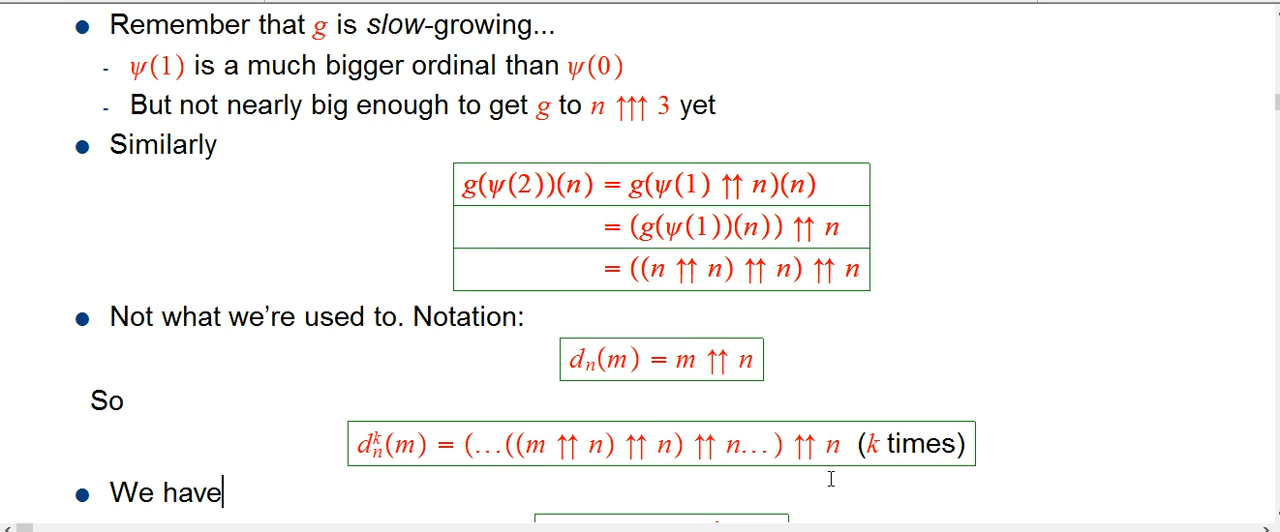 ● Remember that g is slow-growing...
- ψ(1) is a much bigger ordinal than ψ(0)
- But not nearly big enough to get g to n ↑↑↑ 3 yet
● Similarly
g(ψ(2))(n) = g(ψ(1) ↑↑ n)(n)
= (g(ψ(1))(n)) ↑↑ n
= ((n ↑↑ n) ↑↑ n) ↑↑ n
● Not what we're used to. Notation:
dₙ(m) = m ↑↑ n
So
dₙᵏ(m) = (...((m ↑↑ n) ↑↑ n) ↑↑ n...) ↑↑ n (k times)
● We have